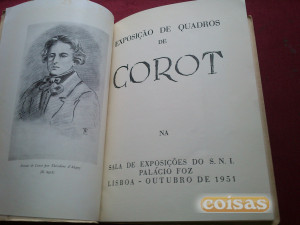 EXPOSIÇÃO DE QUADROS
DE
COROT
NA
SALA DE EXPOSIÇÕES DO S. N. I.
PALÁCIO FOZ
LISBOA - OUTUBRO DE 1951
coisas